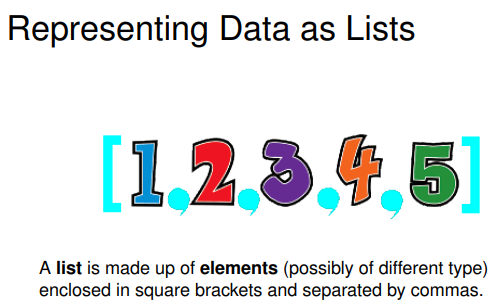 Representing Data as Lists
[1,2,3,4,5]
A list is made up of elements (possibly of different type)
enclosed in square brackets and separated by commas.